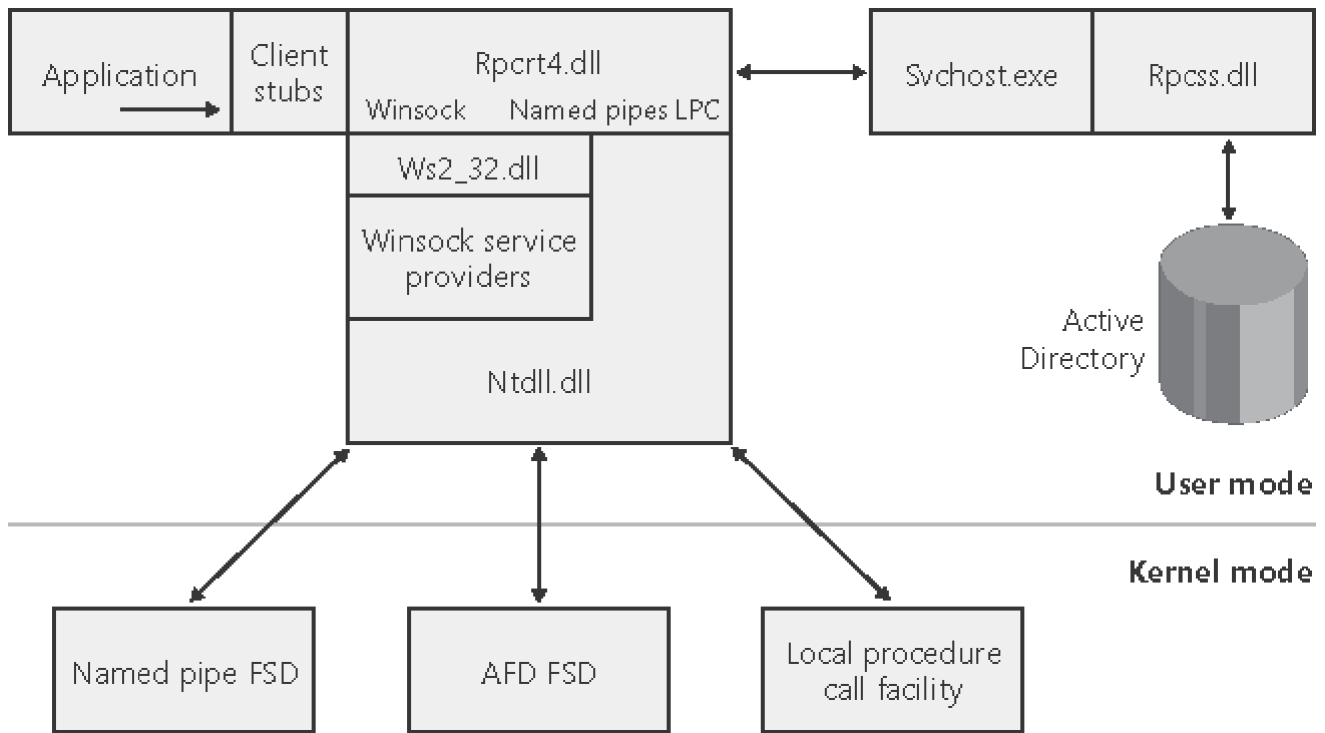 Application
Client
stubs
Rpcrt4.dll
Winsock
Named pipes LPC
Svchost.exe
Rpcss.dll
Ws2_32.dll
Winsock service
providers
Ntdll.dll
Active
Directory
User mode
Kernel mode
Named pipe FSD
AFD FSD
Local procedure
call facility